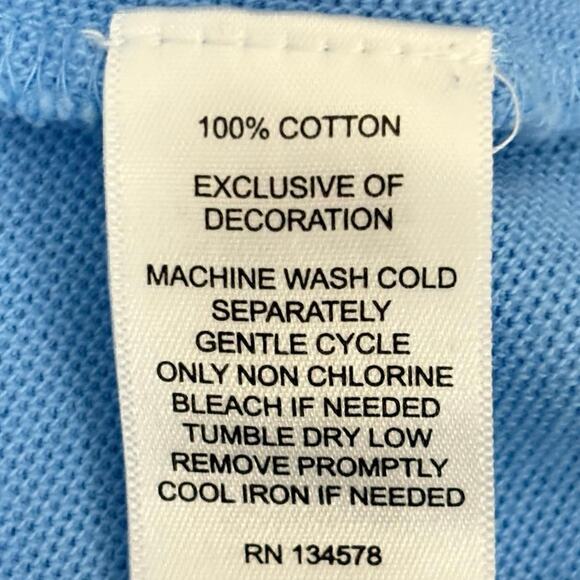 100% COTTON
EXCLUSIVE OF
DECORATION
MACHINE WASH COLD
SEPARATELY
GENTLE CYCLE
ONLY NON CHLORINE
BLEACH IF NEEDED
TUMBLE DRY LOW
REMOVE PROMPTLY
COOL IRON IF NEEDED
RN 134578